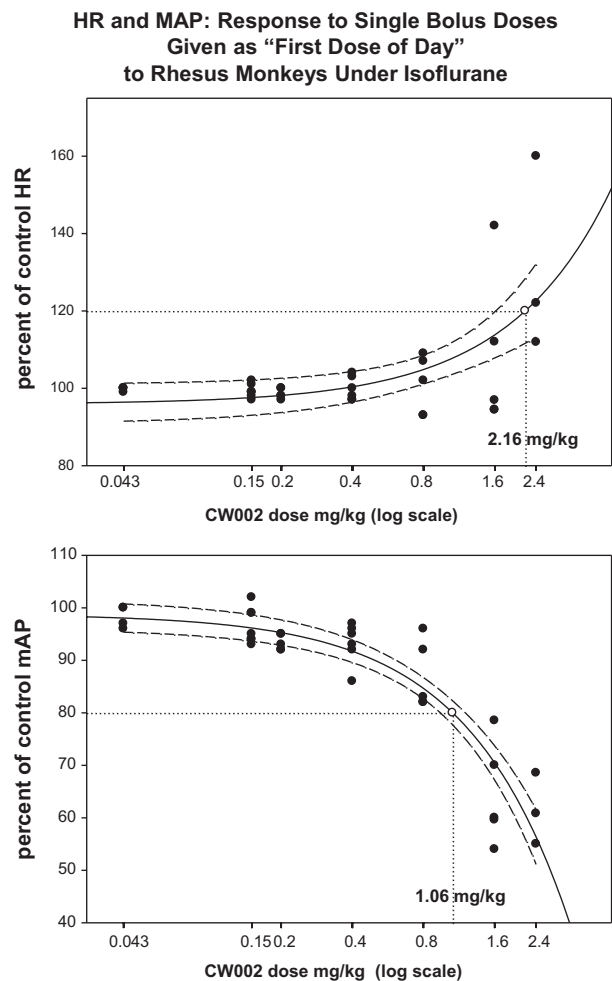 HR and MAP: Response to Single Bolus Doses
Given as “First Dose of Day”
to Rhesus Monkeys Under Isoflurane
percent of control HR
160
140
120
100
80
2.16 mg/kg
0.043 0.15 0.2 0.4 0.8 1.6 2.4
CW002 dose mg/kg (log scale)
percent of control mAP
110
100
90
80
70
60
50
40
1.06 mg/kg
0.043 0.15 0.2 0.4 0.8 1.6 2.4
CW002 dose mg/kg (log scale)